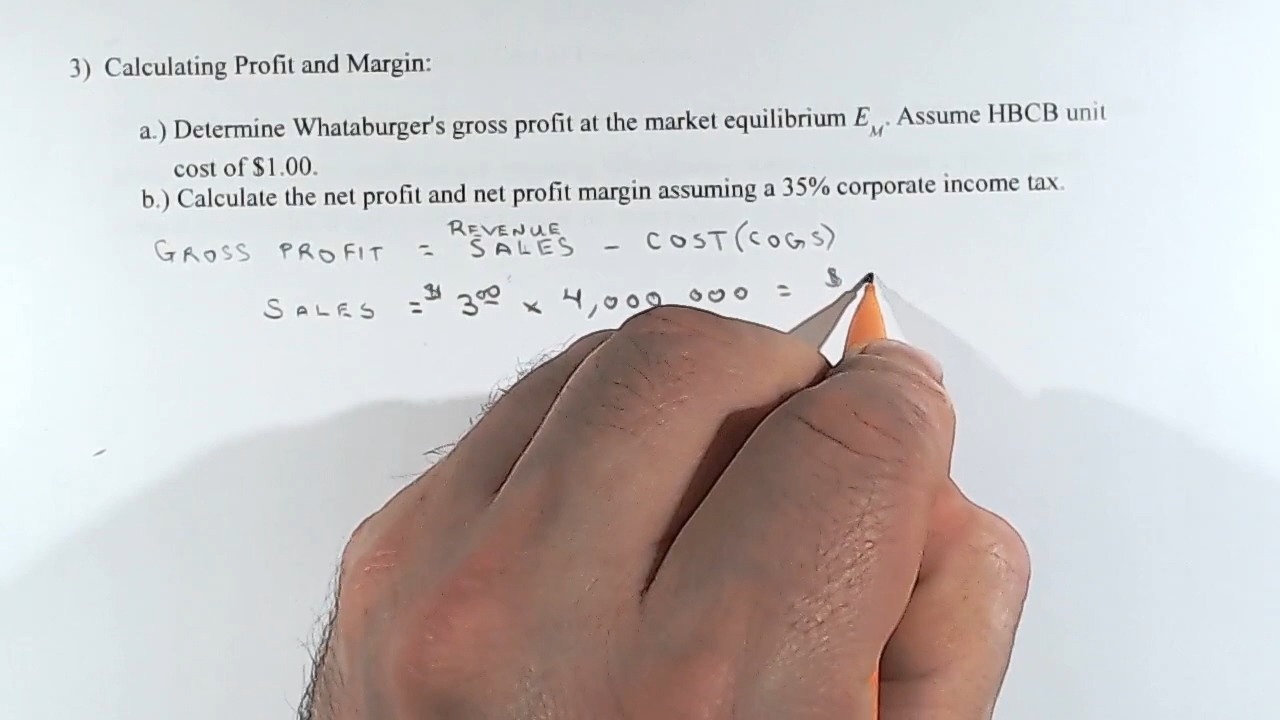 3) Calculating Profit and Margin:
a.) Determine Whataburger's gross profit at the market equilibrium E_M. Assume HBCB unit
cost of $1.00.
b.) Calculate the net profit and net profit margin assuming a 35% corporate income tax.
REVENUE
GROSS PROFIT = SALES - COST (COGS)
SALES = $ 3.00 x 4,000 000 = $